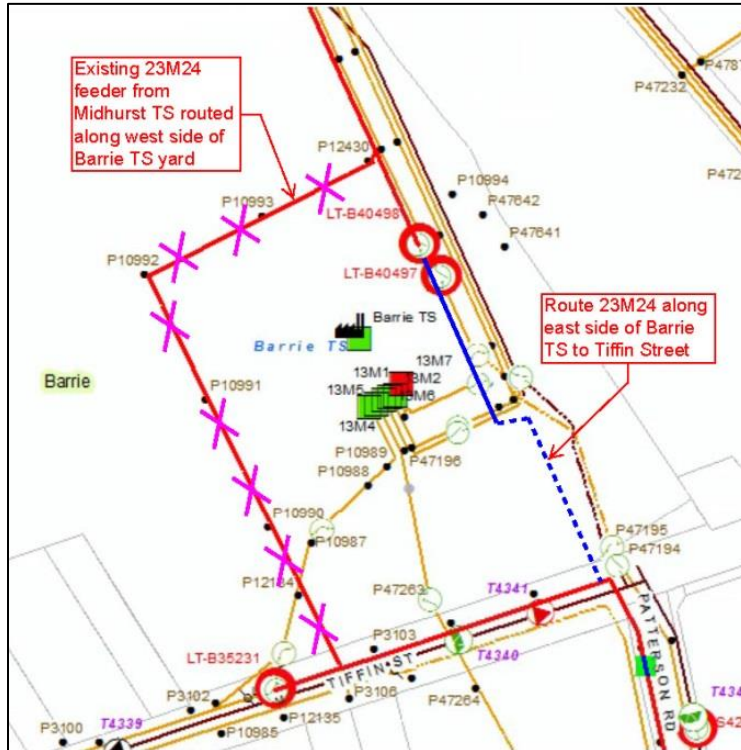 Existing 23M24
feeder from
Midhurst TS routed
along west side of
Barrie TS yard
P47232
P12430
P10994
P10993
P47642
LT-B40498
P47641
P10992
LT-B40497
Route 23M24 along
east side of Barrie
TS to Tiffin Street
Barrie TS
Barrie TS
13M7
13M1
13M2
Barrie
13M5
13M6
P10991
13M4
P10989
P47196
P10988
P10990
P47195
P10987
P47194
T4341
P47263
P3103
LT-B35231
TIFFIN ST
T4340
PATTERSON RD
P3102
P3106
P47264
P12135
P3100
T4339
P10985